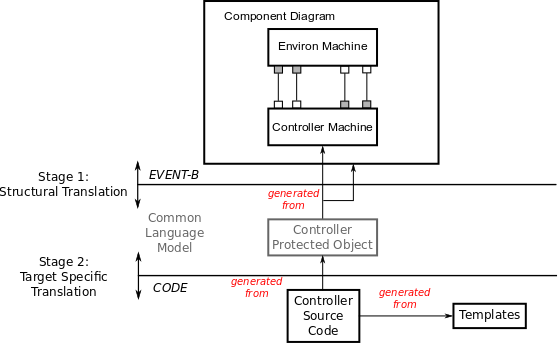 Component Diagram
Environ Machine
Controller Machine
EVENT-B
Stage 1:
Structural Translation
generated
from
Common
Language
Model
Controller
Protected Object
Stage 2:
Target Specific
Translation
CODE
generated
from
Controller
Source
Code
generated
from
Templates